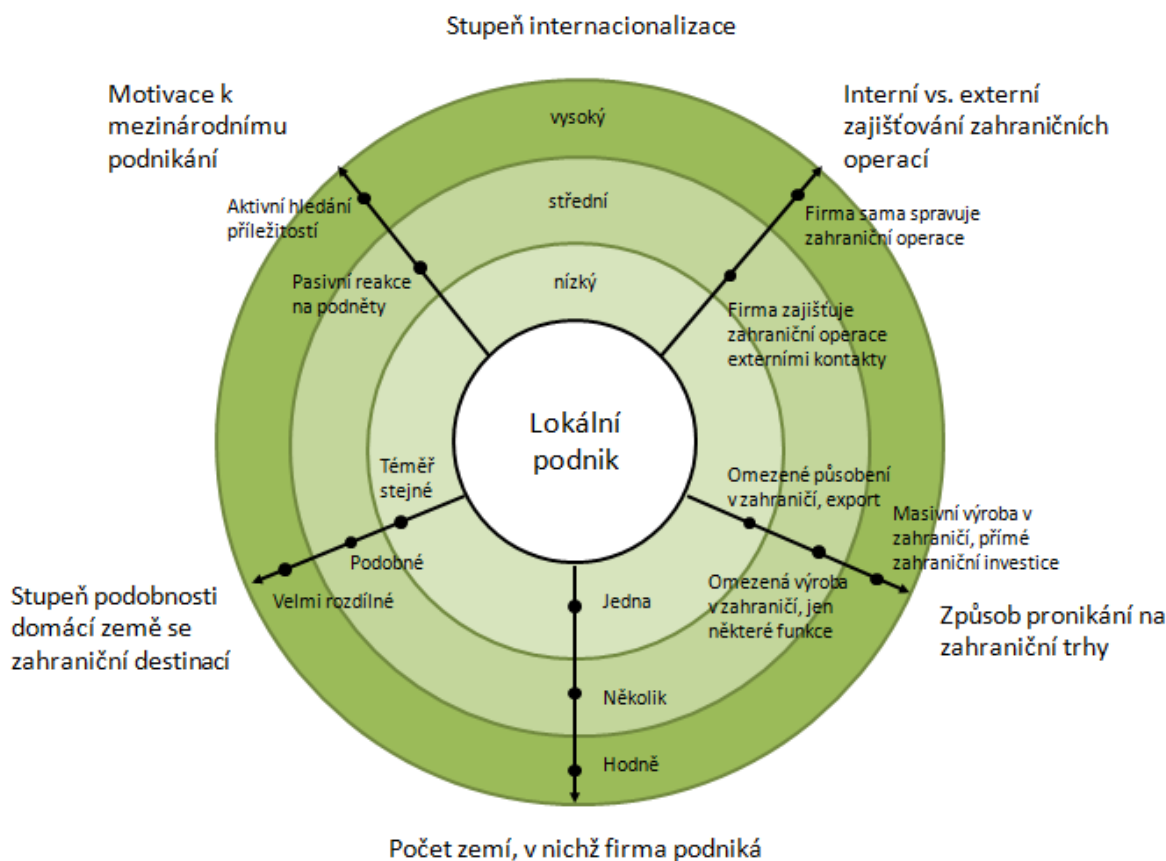 Stupeň internacionalizace
Motivace k
mezinárodnímu
podnikání
Interní vs. externí
zajišťování zahraničních
operací
vysoký
střední
nízký
Aktivní hledání
příležitostí
Pasivní reakce
na podněty
Firma sama spravuje
zahraniční operace
Firma zajišťuje
zahraniční operace
externími kontakty
Lokální
podnik
Téměř
stejné
Podobné
Velmi rozdílné
Stupeň podobnosti
domácí země se
zahraniční destinací
Omezené působení
v zahraničí, export
Masivní výroba v
zahraničí, přímé
zahraniční investice
Omezená výroba
v zahraničí, jen
některé funkce
Způsob pronikání na
zahraniční trhy
Jedna
Několik
Hodně
Počet zemí, v nichž firma podniká